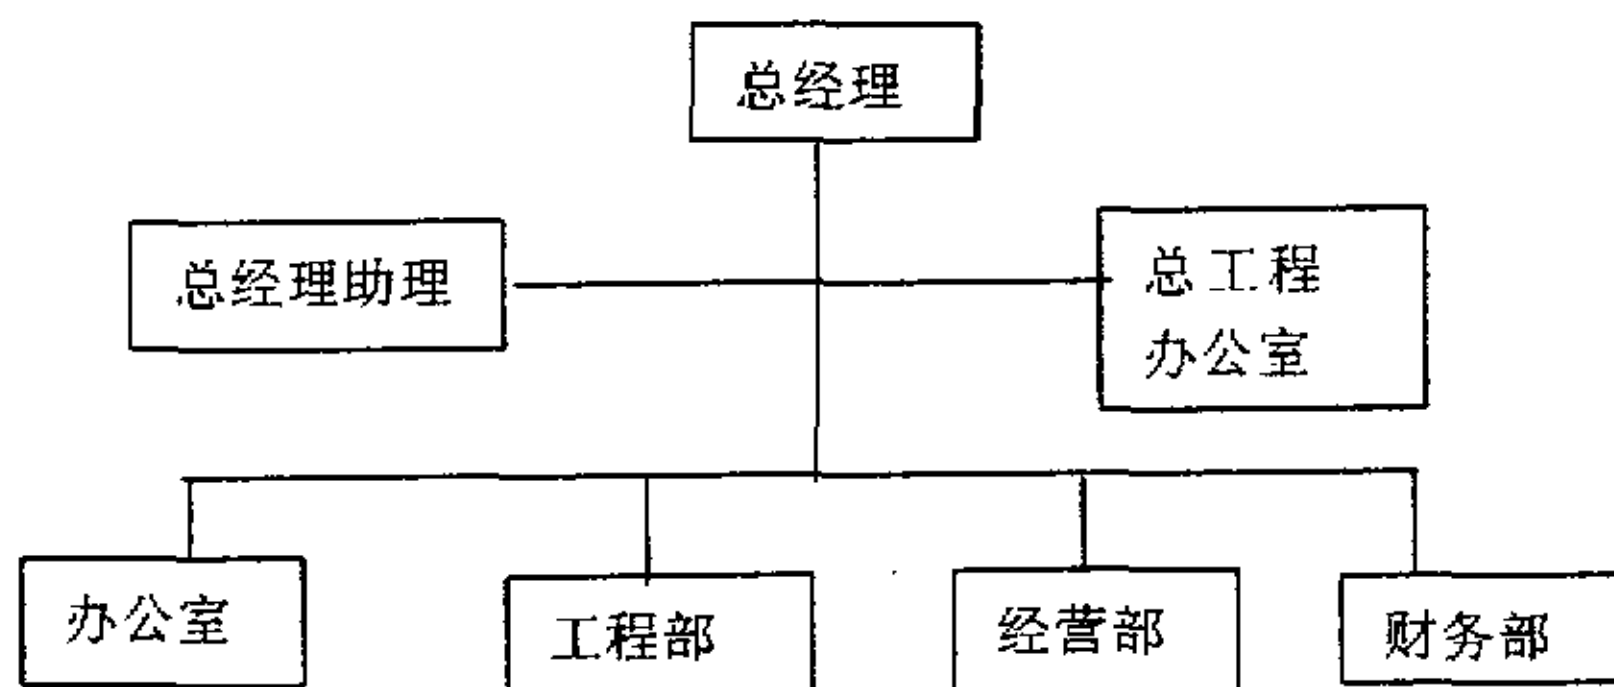 总经理
总经理助理
总工程
办公室
办公室
工程部
经营部
财务部